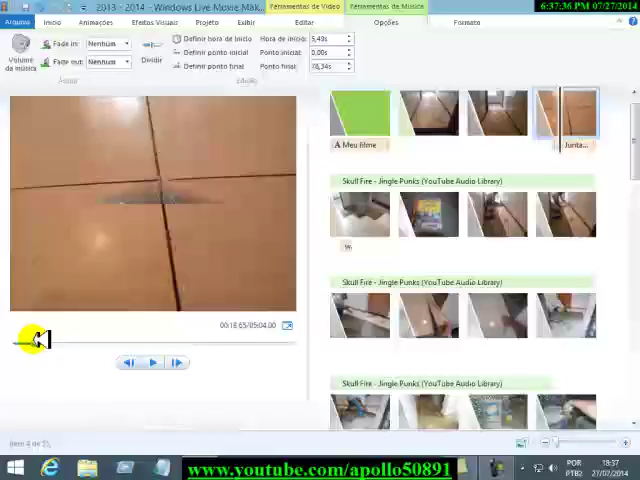 2013 - 2014 - Windows Live Movie Mak...
Ferramentas de Vídeo
Ferramentas de Música
6:37:36 PM 07/27/2014
Arquivo
Início
Animações
Efeitos Visuais
Projeto
Exibir
Editar
Opções
Formato
Volume da música
Fade in: Nenhum
Fade out: Nenhum
Dividir
Definir hora de início
Definir ponto inicial
Definir ponto final
Hora de início: 5,49s
Ponto inicial: 0,00s
Ponto final: 78,34s
Áudio
Edição
A Meu filme
Junta...
Skull Fire - Jingle Punks (YouTube Audio Library)
Skull Fire - Jingle Punks (YouTube Audio Library)
Skull Fire - Jingle Punks (YouTube Audio Library)
00:18,65/05:04,00
www.youtube.com/apollo50891
POR
PTB2
18:37
27/07/2014